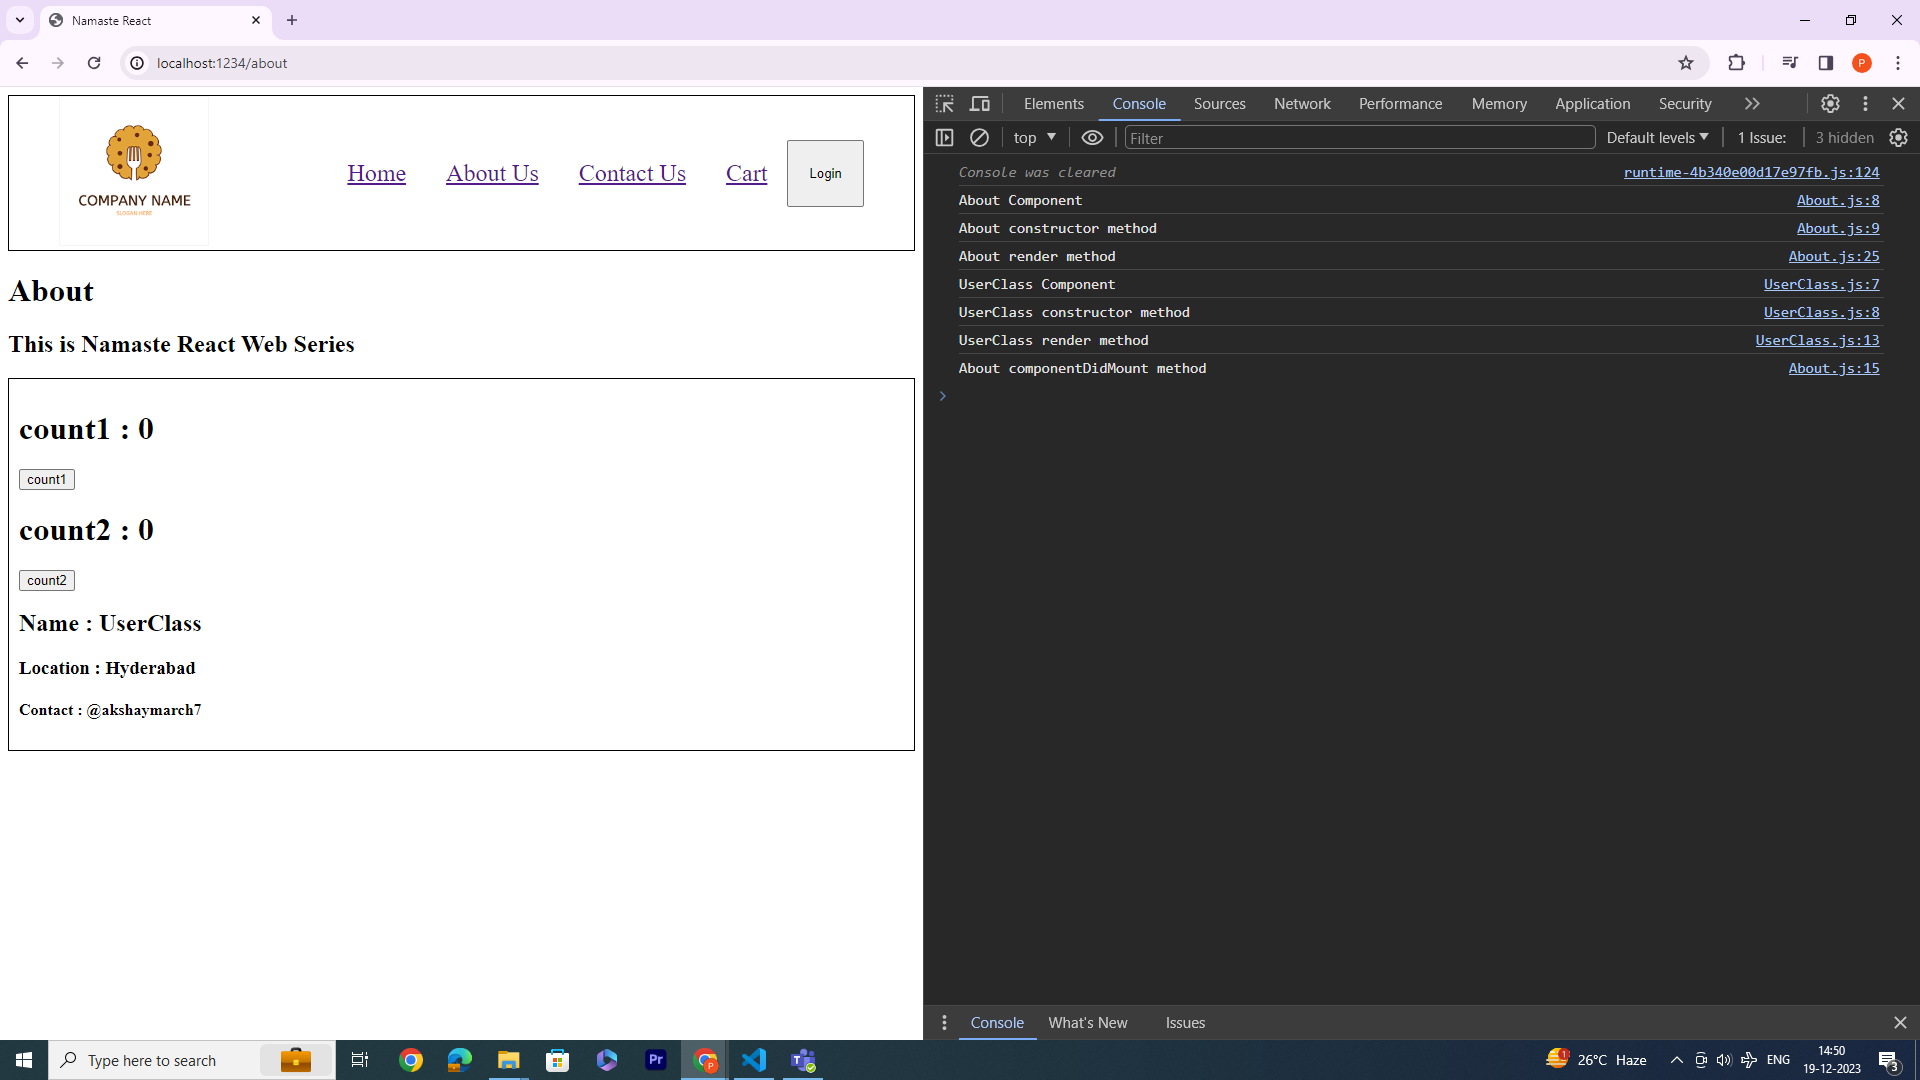 Namaste React
localhost:1234/about
P
COMPANY NAME
SLOGAN HERE
Home
About Us
Contact Us
Cart
Login
About
This is Namaste React Web Series
count1 : 0
count1
count2 : 0
count2
Name : UserClass
Location : Hyderabad
Contact : @akshaymarch7
Elements
Console
Sources
Network
Performance
Memory
Application
Security
top
Filter
Default levels
1 Issue:
3 hidden
Console was cleared runtime-4b340e00d17e97fb.js:124
About Component About.js:8
About constructor method About.js:9
About render method About.js:25
UserClass Component UserClass.js:7
UserClass constructor method UserClass.js:8
UserClass render method UserClass.js:13
About componentDidMount method About.js:15
Console
What's New
Issues
Type here to search
Pr
P
1
26°C Haze
ENG
14:50
19-12-2023
3